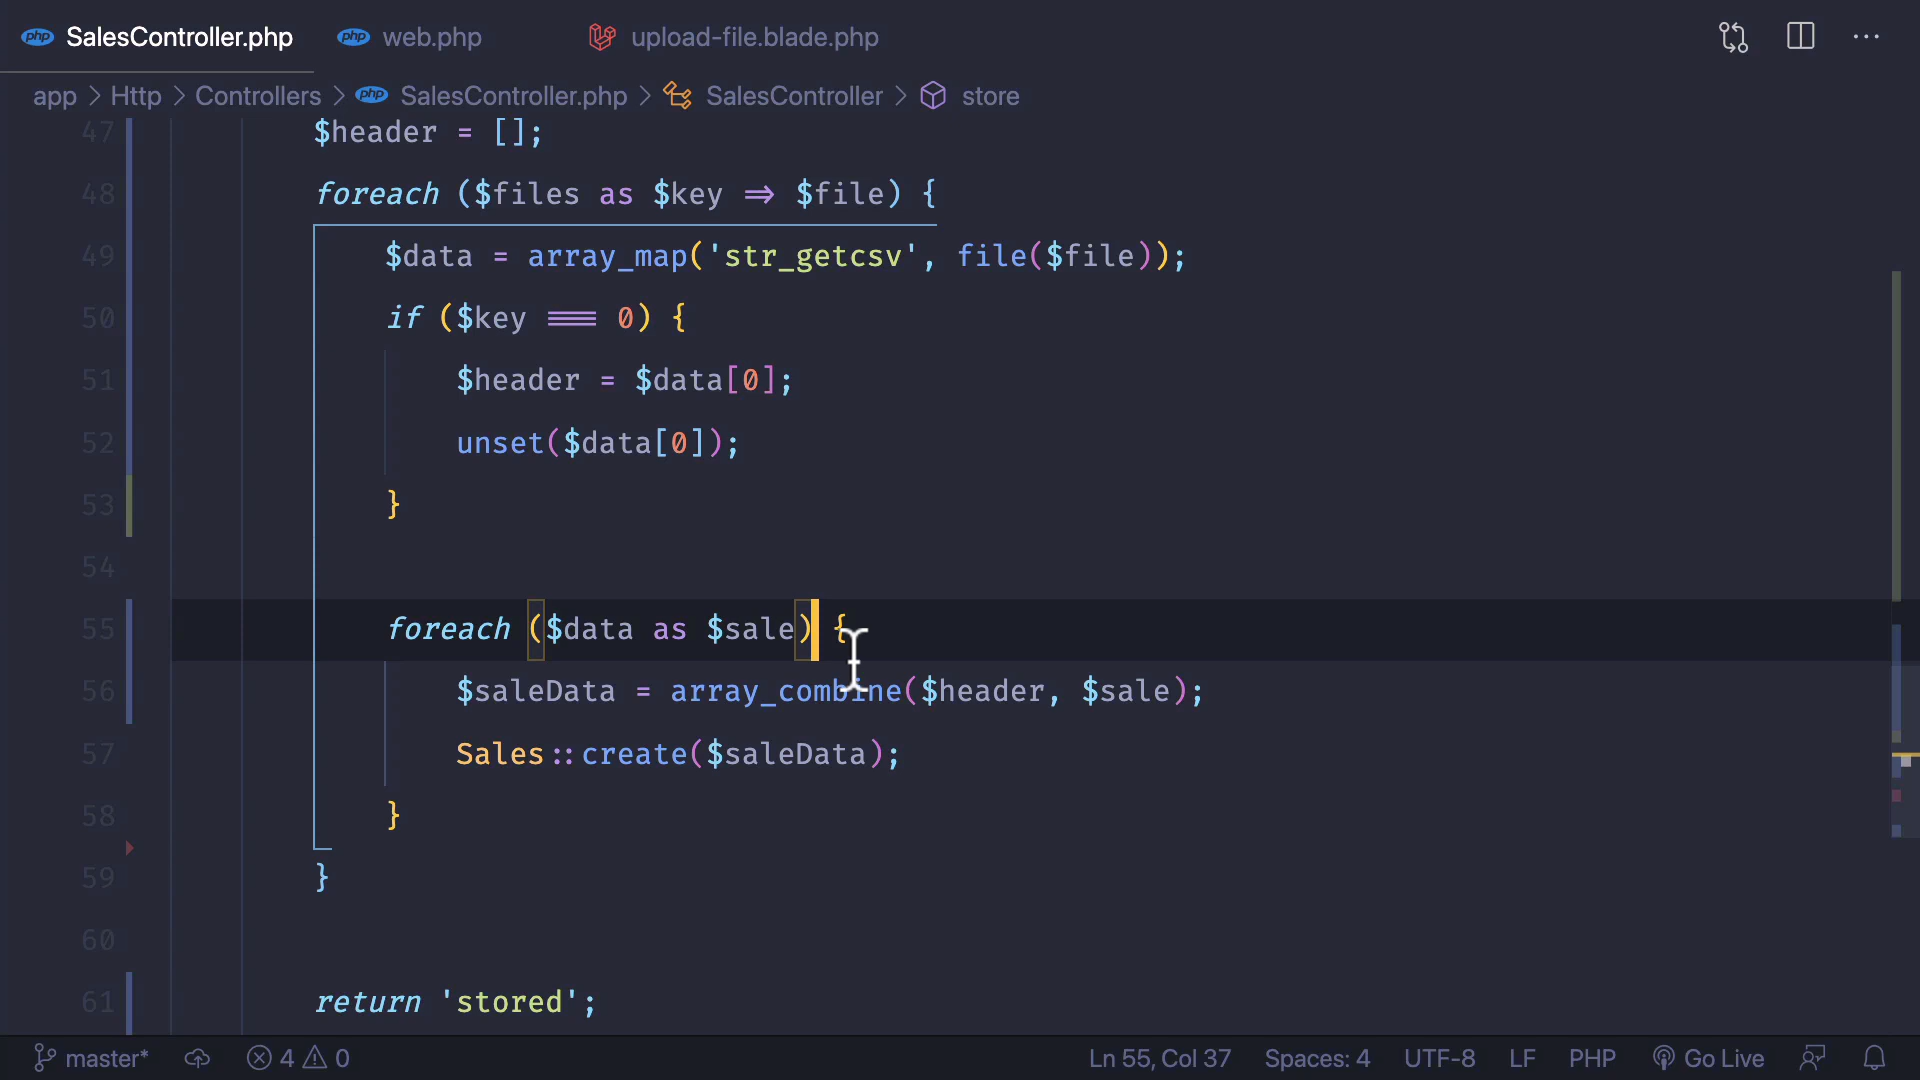 php SalesController.php php web.php upload-file.blade.php ...
app > Http > Controllers > php SalesController.php > SalesController > store
47 $header = [];
48 foreach ($files as $key => $file) {
49 $data = array_map('str_getcsv', file($file));
50 if ($key === 0) {
51 $header = $data[0];
52 unset($data[0]);
53 }
54
55 foreach ($data as $sale) {
56 $saleData = array_combine($header, $sale);
57 Sales::create($saleData);
58 }
59 }
60
61 return 'stored';
master* 4 0 Ln 55, Col 37 Spaces: 4 UTF-8 LF PHP Go Live